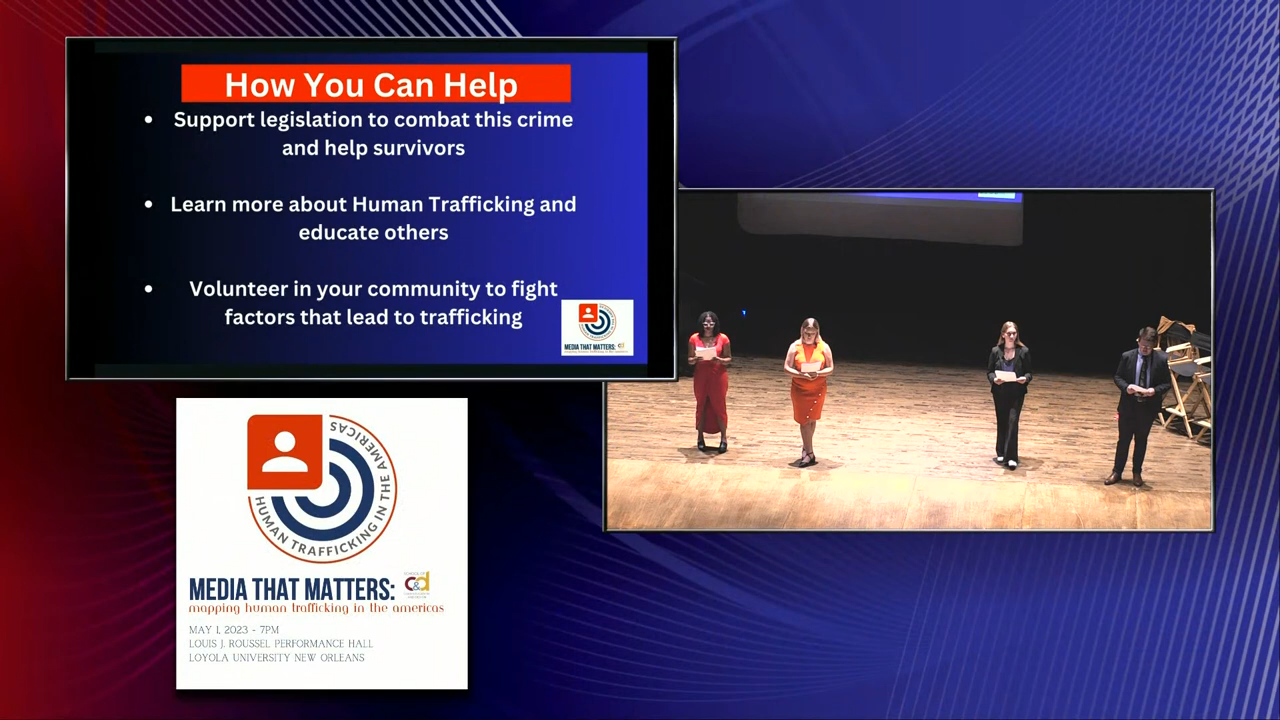 How You Can Help
Support legislation to combat this crime
and help survivors
Learn more about Human Trafficking and
educate others
Volunteer in your community to fight
factors that lead to trafficking
MEDIA THAT MATTERS: c&d
HUMAN TRAFFICKING IN THE AMERICAS
MEDIA THAT MATTERS: c&d
mapping human trafficking in the americas
MAY 1, 2023 - 7PM
LOUIS J. ROUSSEL PERFORMANCE HALL
LOYOLA UNIVERSITY NEW ORLEANS